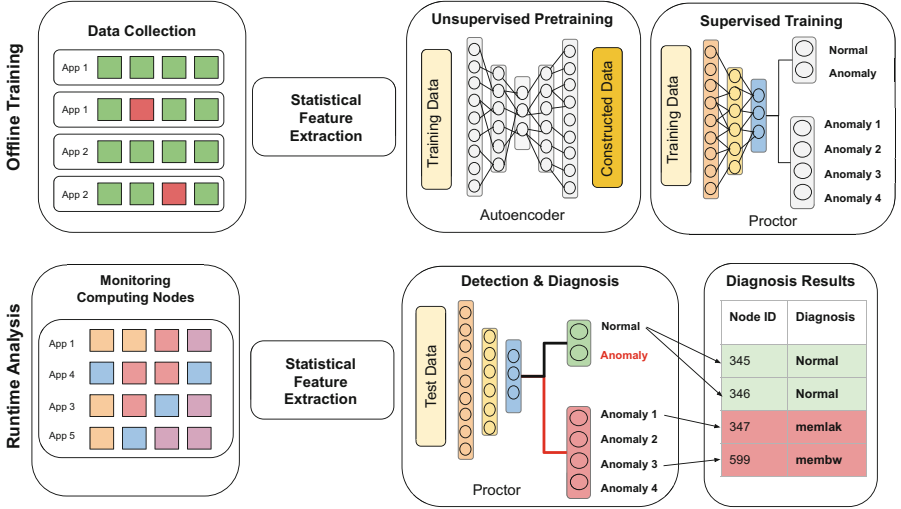 Offline Training
Data Collection
App 1
App 1
App 2
App 2
Statistical
Feature
Extraction
Unsupervised Pretraining
Training Data
Constructed Data
Autoencoder
Supervised Training
Training Data
Normal
Anomaly
Anomaly 1
Anomaly 2
Anomaly 3
Anomaly 4
Proctor
Runtime Analysis
Monitoring
Computing Nodes
App 1
App 4
App 3
App 5
Statistical
Feature
Extraction
Detection & Diagnosis
Test Data
Normal
Anomaly
Anomaly 1
Anomaly 2
Anomaly 3
Anomaly 4
Proctor
Diagnosis Results
Node ID Diagnosis
345 Normal
346 Normal
347 memlak
599 membw